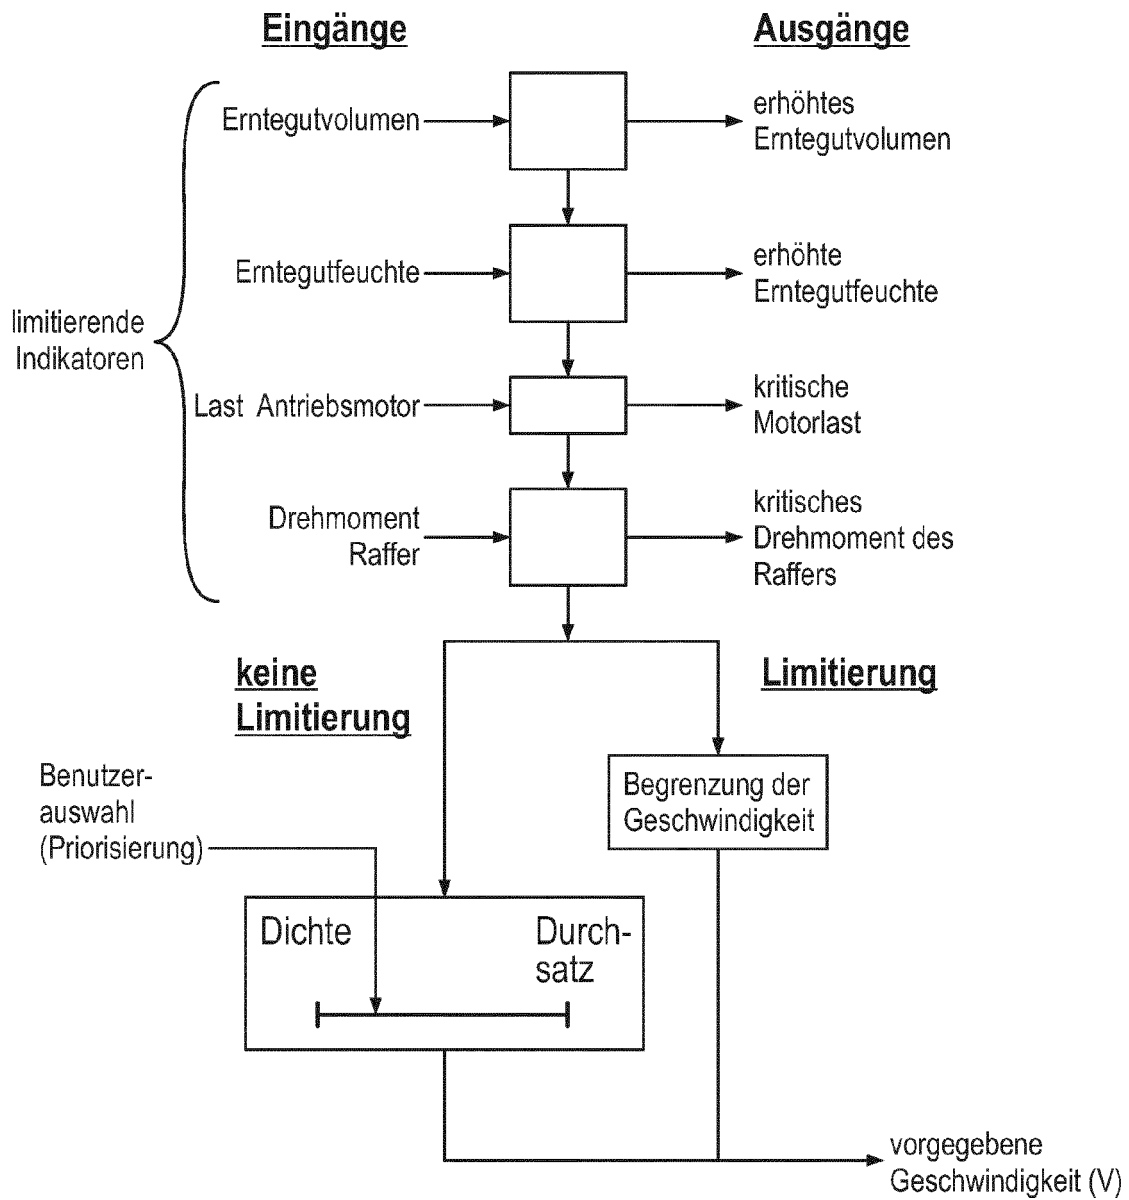 Eingänge
Ausgänge
Erntegutvolumen
erhöhtes
Erntegutvolumen
Erntegutfeuchte
erhöhte
Erntegutfeuchte
limitierende
Indikatoren
Last Antriebsmotor
kritische
Motorlast
Drehmoment
Raffer
kritisches
Drehmoment des
Raffers
keine
Limitierung
Limitierung
Benutzer-
auswahl
(Priorisierung)
Begrenzung der
Geschwindigkeit
Dichte
Durch-
satz
vorgegebene
Geschwindigkeit (V)